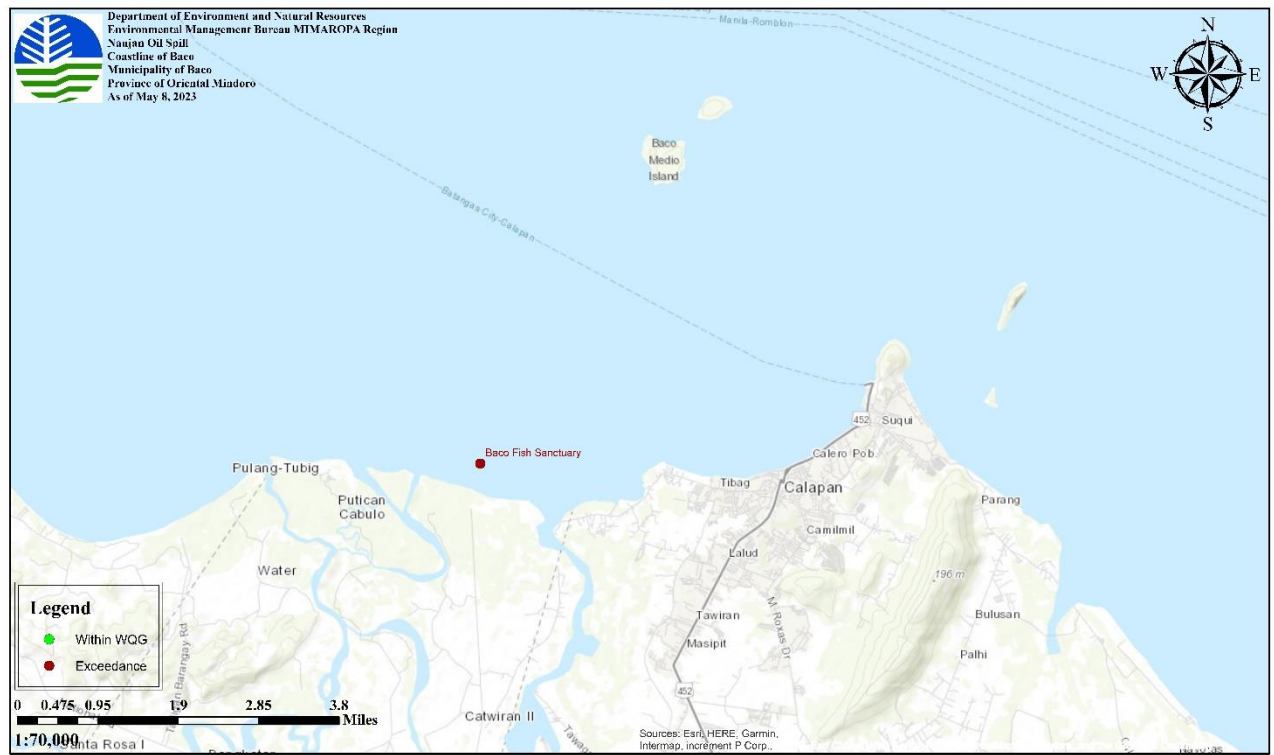 Department of Environment and Natural Resources
Environmental Management Bureau MIMAROPA Region
Naujan Oil Spill
Coastline of Baco
Municipality of Baco
Province of Oriental Mindoro
As of May 8, 2023
Manila-Romblon
N
W
E
S
Baco
Medio
Island
Batangas City-Calapan
452
Suqui
Baco Fish Sanctuary
Calero Pob.
Pulang-Tubig
Tibag
Calapan
Putican
Cabulo
Parang
Camilmil
Lalud
Water
196 m
Tawiran
M. Roxas Dr
Bulusan
Masipit
Palhi
Barangay Rd
Legend
Within WQG
Exceedance
452
0 0.475 0.95 1.9 2.85 3.8
Miles
Catwiran II
1:70,000
Santa Rosa I
Sources: Esri, HERE, Garmin,
Intermap, increment P Corp.,